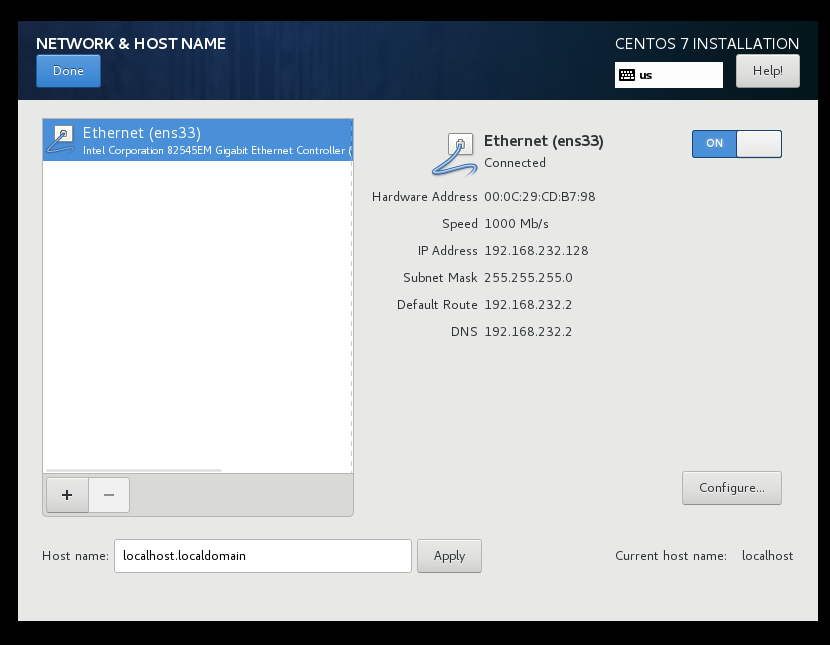 NETWORK & HOST NAME
CENTOS 7 INSTALLATION
Done
us
Help!
Ethernet (ens33)
Intel Corporation 82545EM Gigabit Ethernet Controller (
Ethernet (ens33)
Connected
ON
Hardware Address 00:0C:29:CD:B7:98
Speed 1000 Mb/s
IP Address 192.168.232.128
Subnet Mask 255.255.255.0
Default Route 192.168.232.2
DNS 192.168.232.2
+ −
Configure...
Host name: localhost.localdomain Apply Current host name: localhost